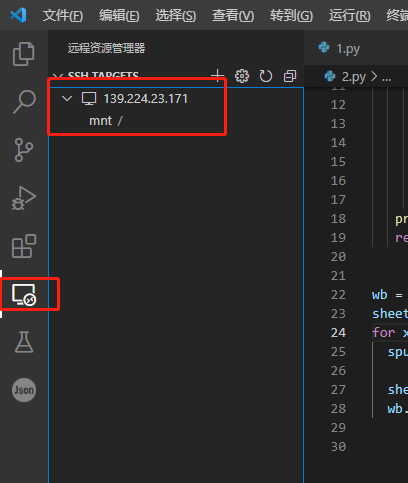 文件(F) 编辑(E) 选择(S) 查看(V) 转到(G) 运行(R) 终端
远程资源管理器
SSH TARGETS
139.224.23.171
mnt /
Json
1.py
2.py > ...
11
12
13
14
15
16
17
18 pr
19 re
20
21
22 wb =
23 sheet
24 for x
25 spu
26
27 she
28 wb.
29
30